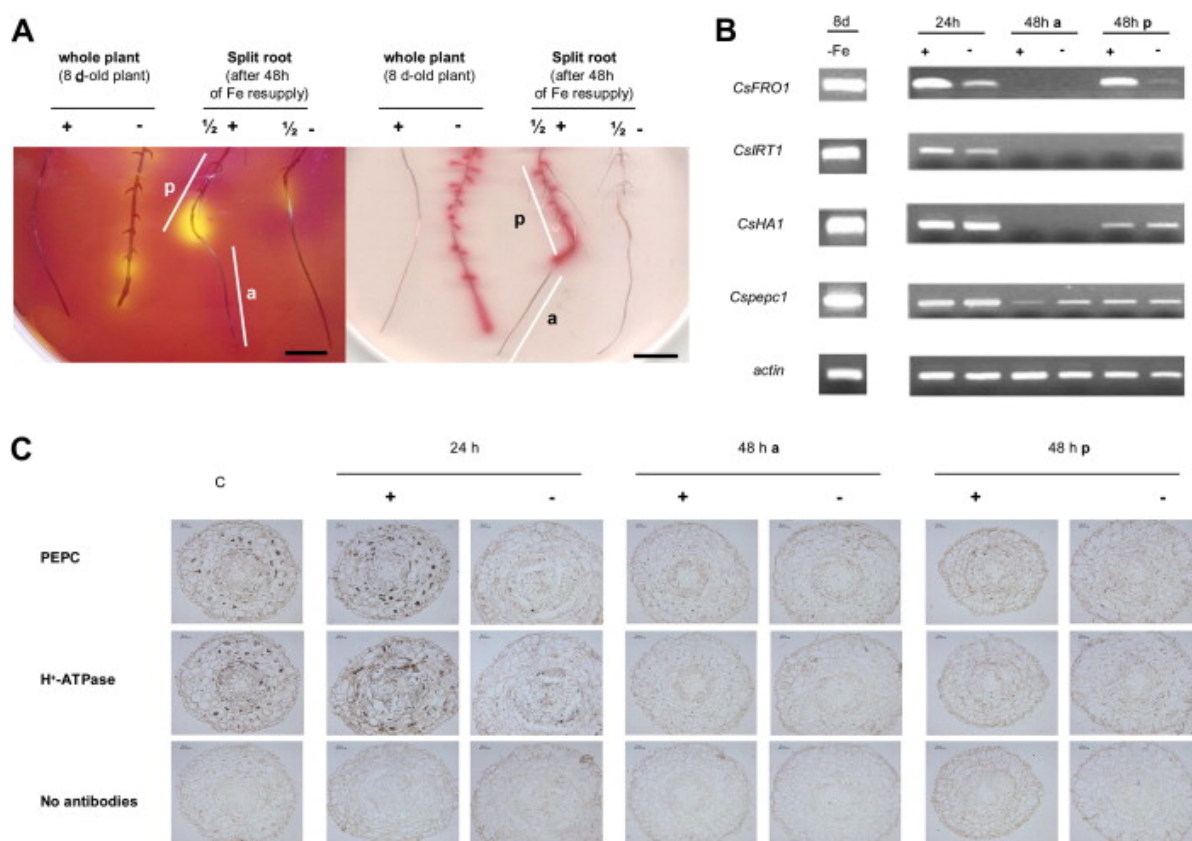 A
whole plant
(8 d-old plant)
Split root
(after 48h
of Fe resupply)
whole plant
(8 d-old plant)
Split root
(after 48h
of Fe resupply)
+ - ½ + ½ -
+ - ½ + ½ -
p
a
p
a
B
8d 24h 48h a 48h p
-Fe + - + - + -
CsFRO1
CsIRT1
CsHA1
Cspepc1
actin
C
24 h 48 h a 48 h p
C + - + - + -
PEPC
H⁺-ATPase
No antibodies